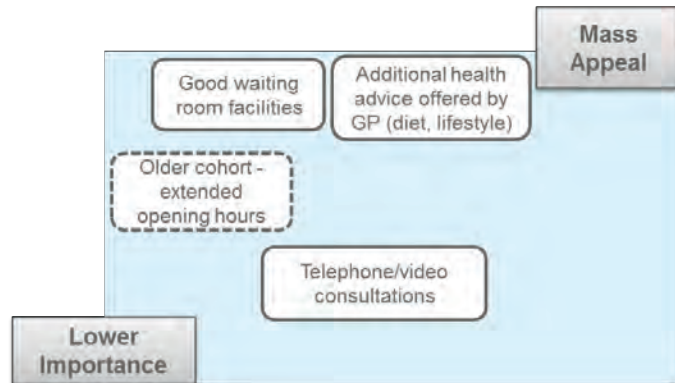 Mass
Appeal
Good waiting
room facilities
Additional health
advice offered by
GP (diet, lifestyle)
Older cohort -
extended
opening hours
Telephone/video
consultations
Lower
Importance